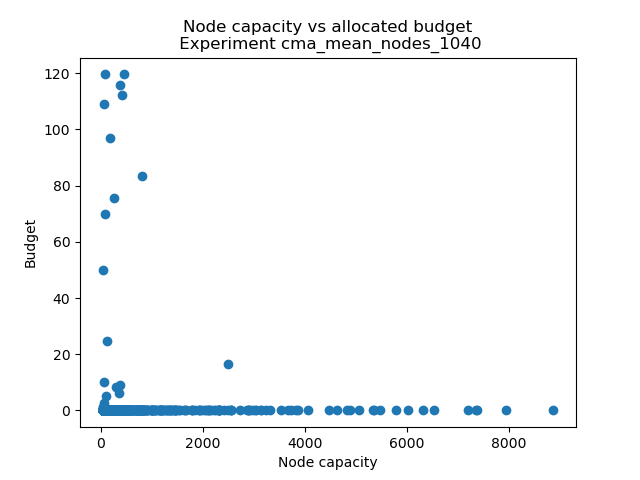 Node capacity vs allocated budget
Experiment cma_mean_nodes_1040
120
100
80
60
40
20
0
Budget
0 2000 4000 6000 8000
Node capacity